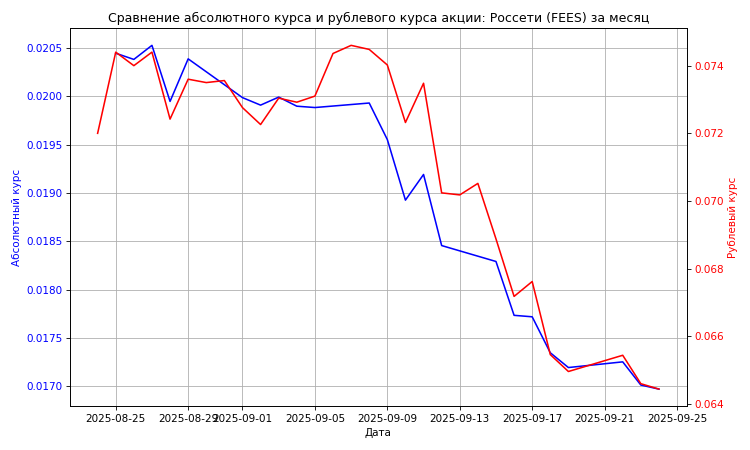 Сравнение абсолютного курса и рублевого курса акции: Россети (FEES) за месяц
Абсолютный курс
0.0205
0.0200
0.0195
0.0190
0.0185
0.0180
0.0175
0.0170
0.074
0.072
0.070
0.068
0.066
0.064
Рублевый курс
2025-08-25 2025-08-29 2025-09-01 2025-09-05 2025-09-09 2025-09-13 2025-09-17 2025-09-21 2025-09-25
Дата